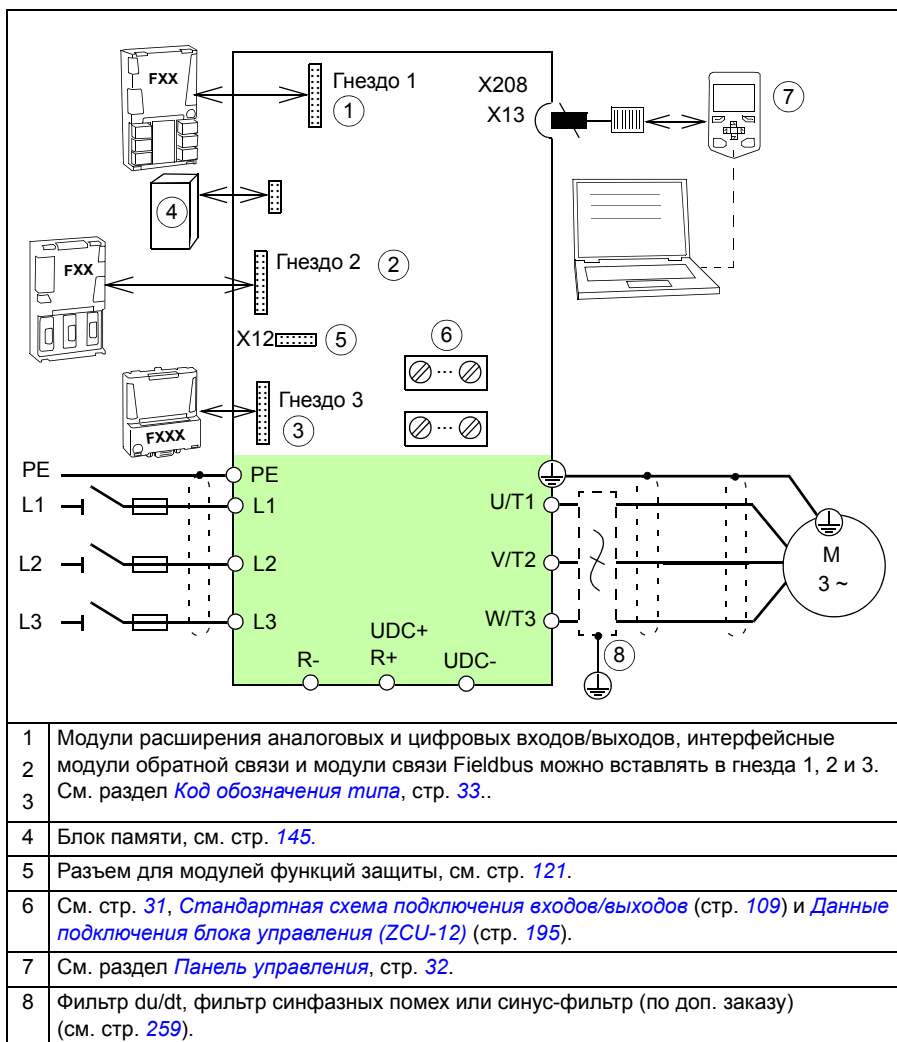 FXX
Гнездо 1
1
X208
X13
7
4
FXX
Гнездо 2
2
X12
5
6
Гнездо 3
3
FXXX
PE
PE
L1
L1
U/T1
L2
L2
V/T2
M
3 ~
L3
L3
W/T3
UDC+
R-
R+
UDC-
8
1
2
3
Модули расширения аналоговых и цифровых входов/выходов, интерфейсные
модули обратной связи и модули связи Fieldbus можно вставлять в гнезда 1, 2 и 3.
См. раздел Код обозначения типа, стр. 33..
4 Блок памяти, см. стр. 145.
5 Разъем для модулей функций защиты, см. стр. 121.
6 См. стр. 31, Стандартная схема подключения входов/выходов (стр. 109) и Данные
подключения блока управления (ZCU-12) (стр. 195).
7 См. раздел Панель управления, стр. 32.
8 Фильтр du/dt, фильтр синфазных помех или синус-фильтр (по доп. заказу)
(см. стр. 259).